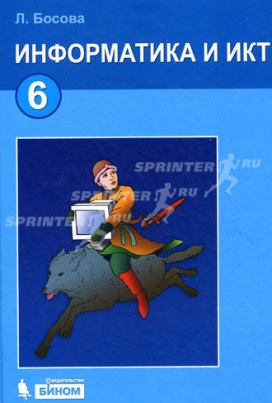 Л. Босова
ИНФОРМАТИКА И ИКТ
6
SPRINTER.RU
SPRINTER.RU
SPRINTER.RU
Издательство
БИНОМ